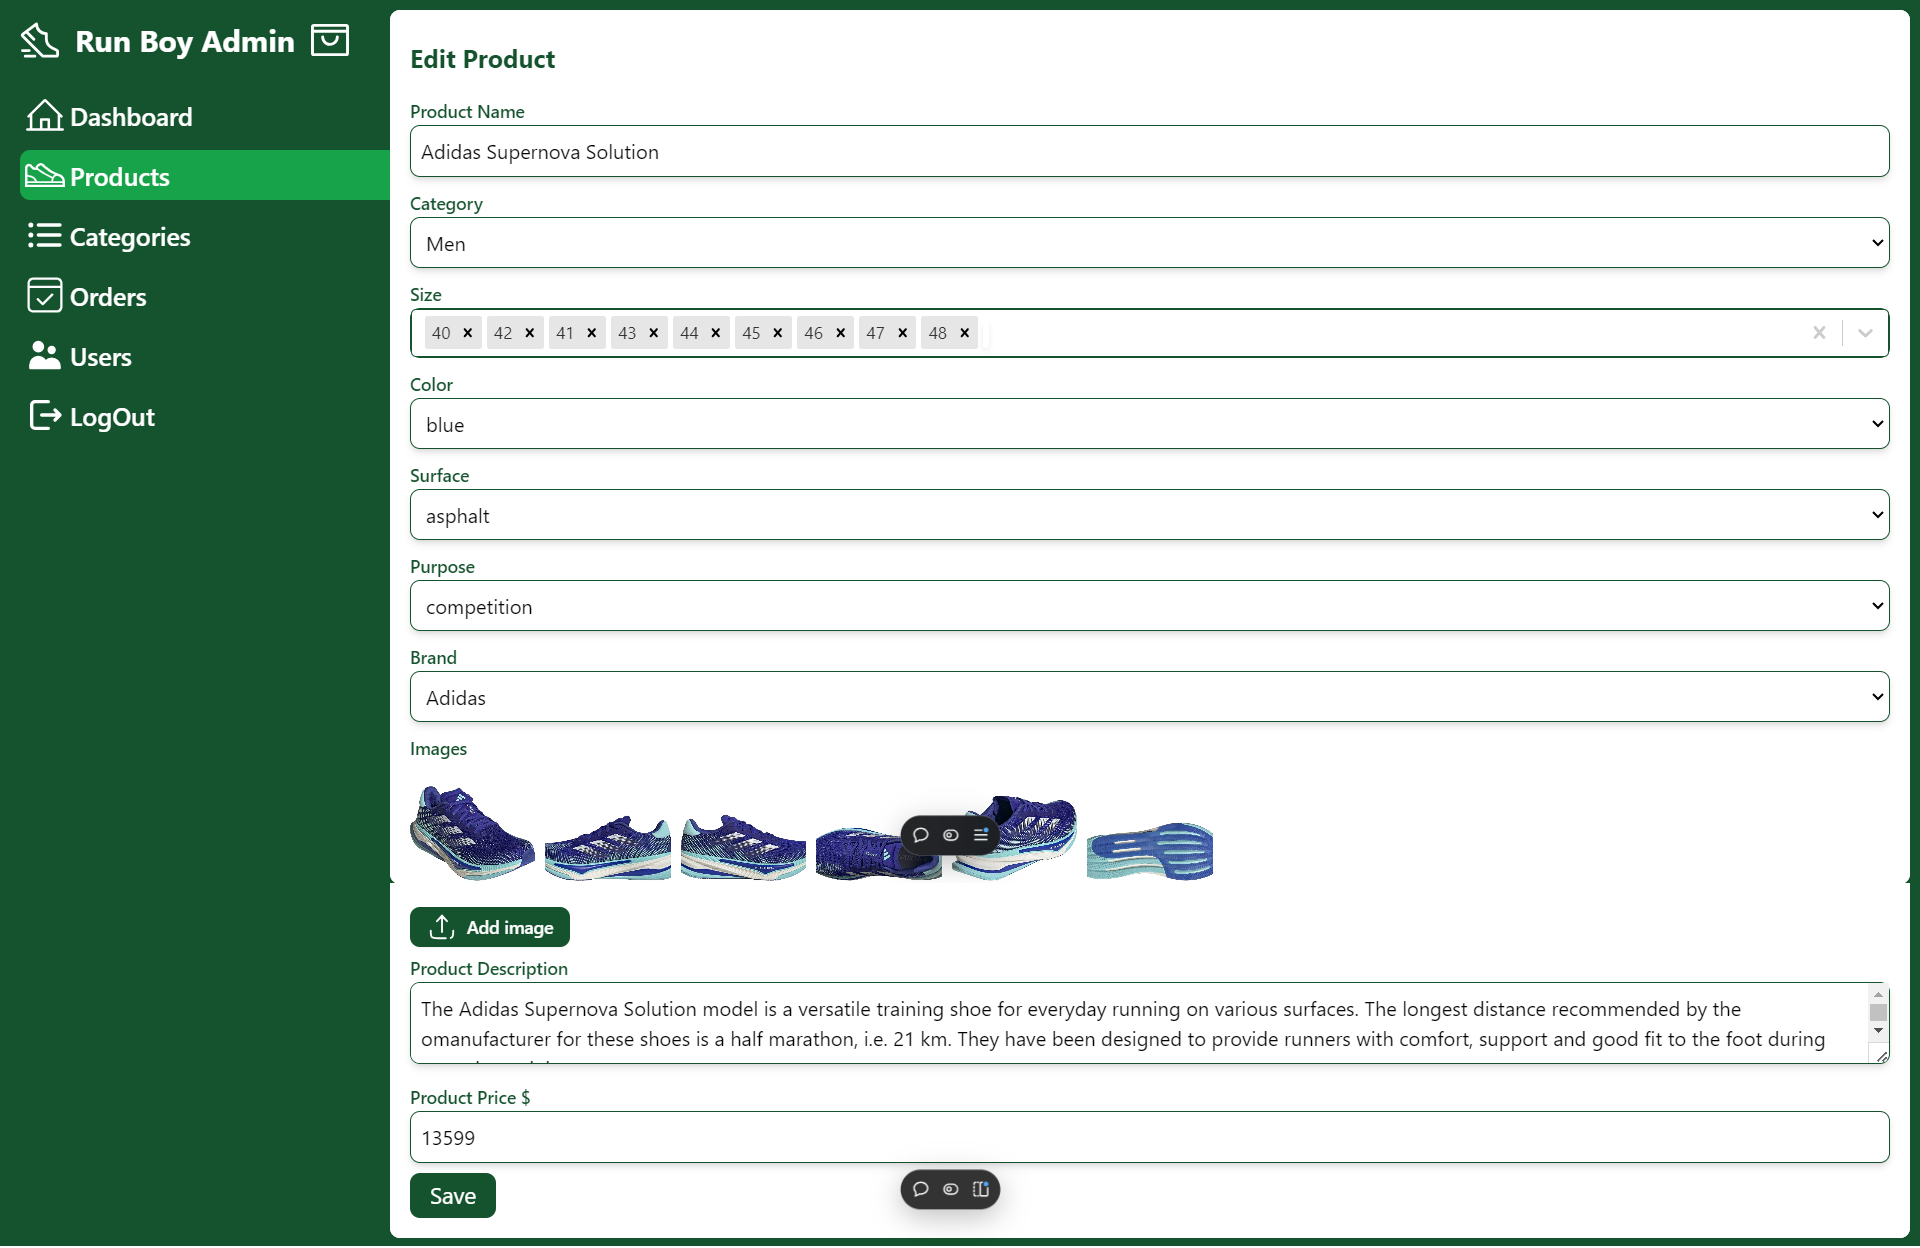 Run Boy Admin
Dashboard
Products
Categories
Orders
Users
LogOut
Edit Product
Product Name
Adidas Supernova Solution
Category
Men
Size
40 42 41 43 44 45 46 47 48
Color
blue
Surface
asphalt
Purpose
competition
Brand
Adidas
Images
Add image
Product Description
The Adidas Supernova Solution model is a versatile training shoe for everyday running on various surfaces. The longest distance recommended by the
omanufacturer for these shoes is a half marathon, i.e. 21 km. They have been designed to provide runners with comfort, support and good fit to the foot during
Product Price $
13599
Save